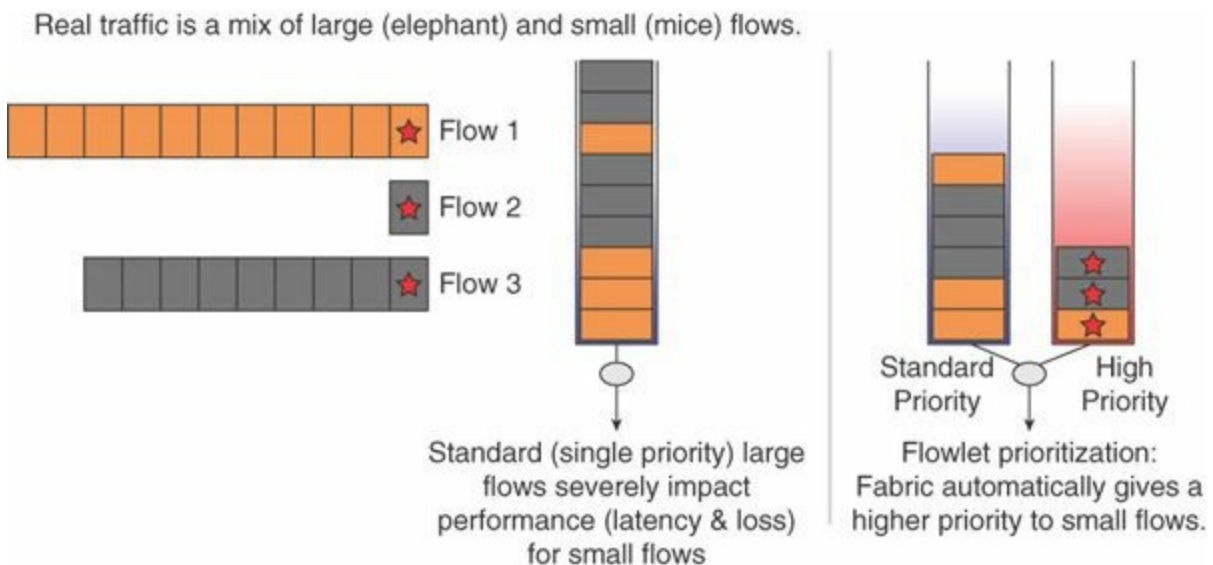 Real traffic is a mix of large (elephant) and small (mice) flows.
Flow 1
Flow 2
Flow 3
Standard (single priority) large
flows severely impact
performance (latency & loss)
for small flows
Standard
Priority
High
Priority
Flowlet prioritization:
Fabric automatically gives a
higher priority to small flows.